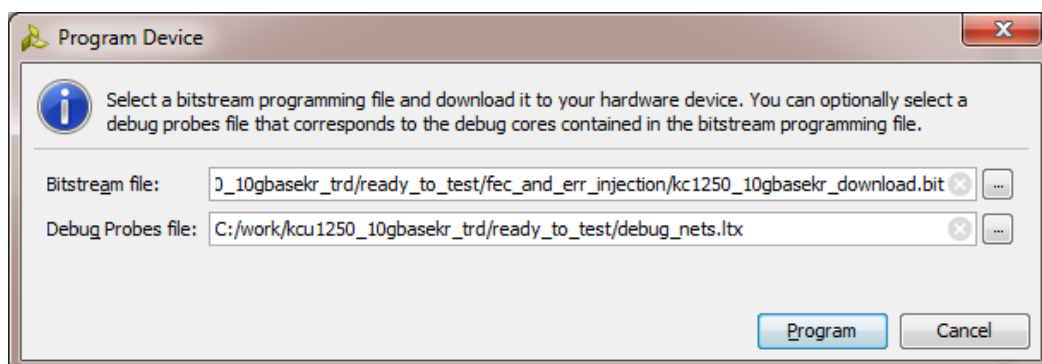 Program Device
Select a bitstream programming file and download it to your hardware device. You can optionally select a
debug probes file that corresponds to the debug cores contained in the bitstream programming file.
Bitstream file: 0_10gbasekr_trd/ready_to_test/fec_and_err_injection/kc1250_10gbasekr_download.bit ...
Debug Probes file: C:/work/kcu1250_10gbasekr_trd/ready_to_test/debug_nets.ltx ...
Program Cancel